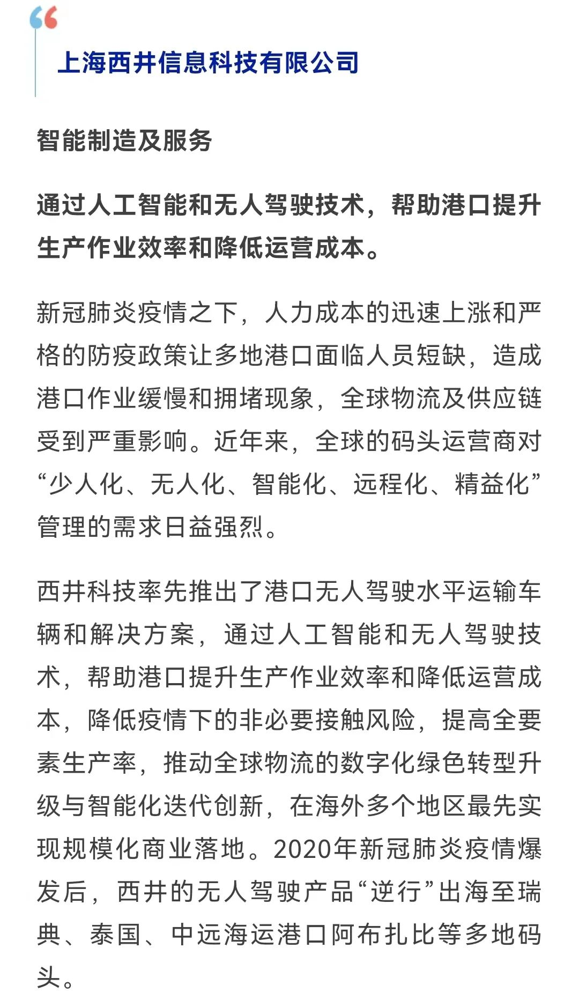 上海西井信息科技有限公司
智能制造及服务
通过人工智能和无人驾驶技术，帮助港口提升
生产作业效率和降低运营成本。
新冠肺炎疫情之下，人力成本的迅速上涨和严
格的防疫政策让多地港口面临人员短缺，造成
港口作业缓慢和拥堵现象，全球物流及供应链
受到严重影响。近年来，全球的码头运营商对
“少人化、无人化、智能化、远程化、精益化”
管理的需求日益强烈。
西井科技率先推出了港口无人驾驶水平运输车
辆和解决方案，通过人工智能和无人驾驶技
术，帮助港口提升生产作业效率和降低运营成
本，降低疫情下的非必要接触风险，提高全要
素生产率，推动全球物流的数字化绿色转型升
级与智能化迭代创新，在海外多个地区最先实
现规模化商业落地。2020年新冠肺炎疫情爆
发后，西井的无人驾驶产品“逆行”出海至瑞
典、泰国、中远海运港口阿布扎比等多地码
头。